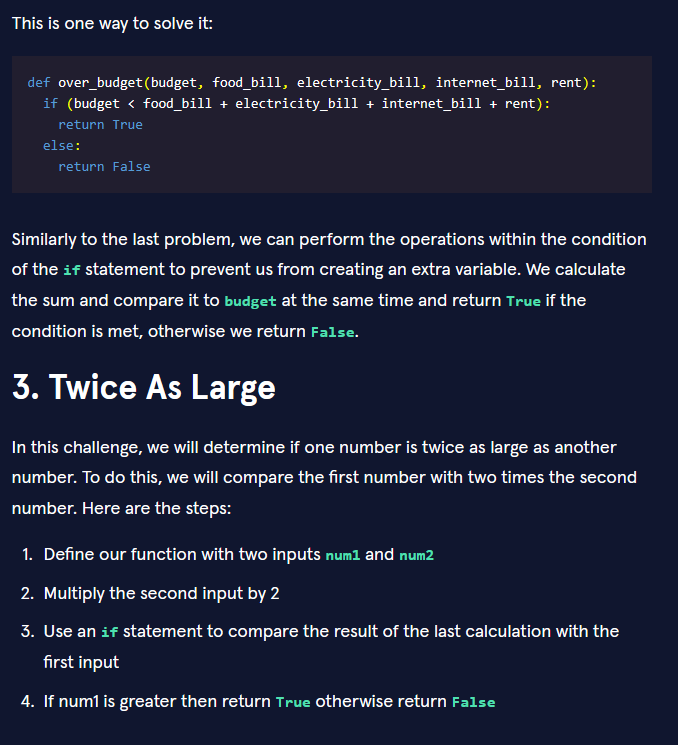 This is one way to solve it:
def over_budget(budget, food_bill, electricity_bill, internet_bill, rent):
  if (budget < food_bill + electricity_bill + internet_bill + rent):
    return True
  else:
    return False
Similarly to the last problem, we can perform the operations within the condition
of the if statement to prevent us from creating an extra variable. We calculate
the sum and compare it to budget at the same time and return True if the
condition is met, otherwise we return False.
3. Twice As Large
In this challenge, we will determine if one number is twice as large as another
number. To do this, we will compare the first number with two times the second
number. Here are the steps:
1. Define our function with two inputs num1 and num2
2. Multiply the second input by 2
3. Use an if statement to compare the result of the last calculation with the
first input
4. If num1 is greater then return True otherwise return False